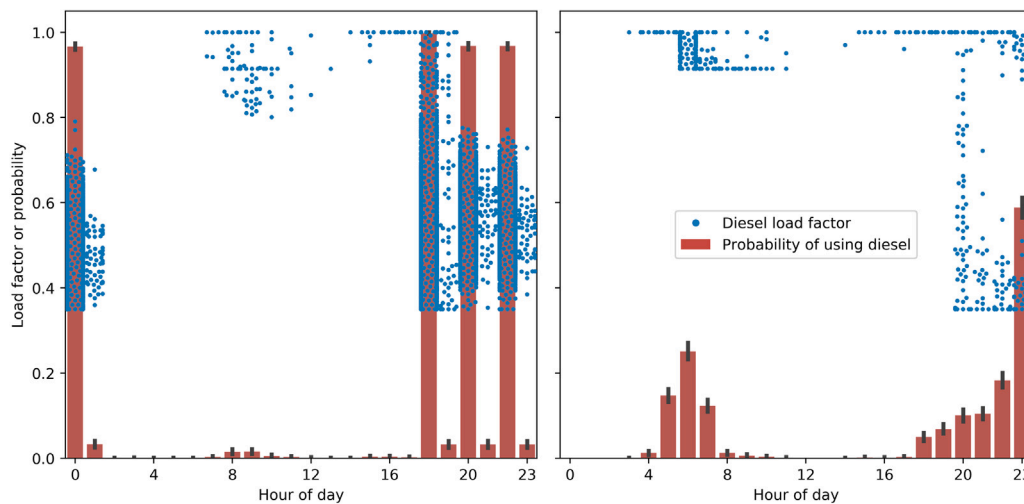 1.0
0.8
0.6
0.4
0.2
0.0
Load factor or probability
0 4 8 12 16 20 23
Hour of day
Diesel load factor
Probability of using diesel
0 4 8 12 16 20 23
Hour of day